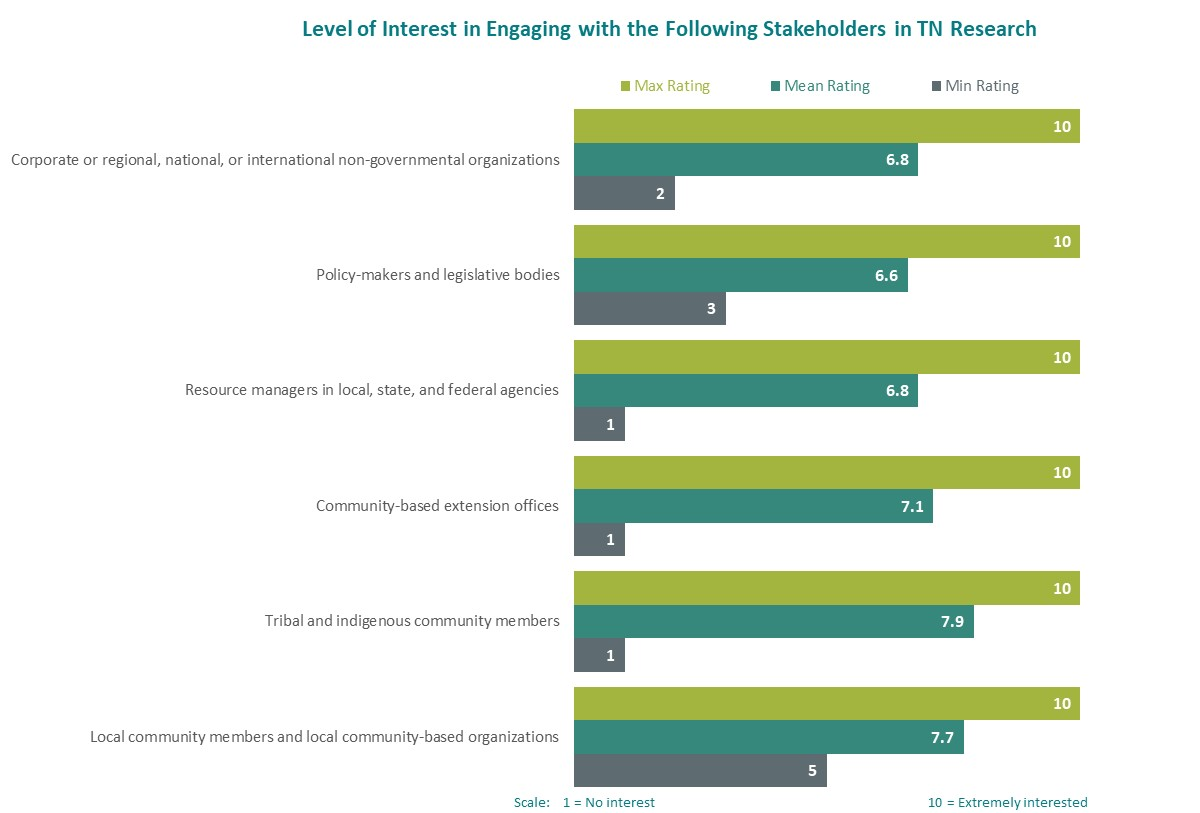 Level of Interest in Engaging with the Following Stakeholders in TN Research
Max Rating Mean Rating Min Rating
10
Corporate or regional, national, or international non-governmental organizations 6.8
2
10
Policy-makers and legislative bodies 6.6
3
10
Resource managers in local, state, and federal agencies 6.8
1
10
Community-based extension offices 7.1
1
10
Tribal and indigenous community members 7.9
1
10
Local community members and local community-based organizations 7.7
5
Scale: 1 = No interest 10 = Extremely interested